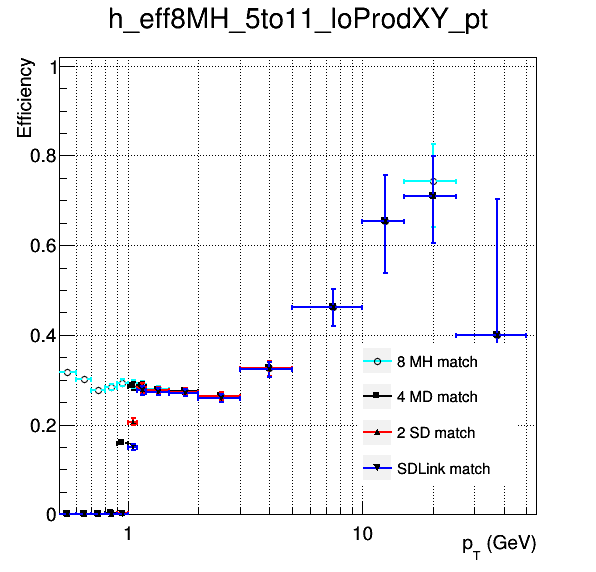 h_eff8MH_5to11_loProdXY_pt
Efficiency
1
0.8
0.6
0.4
0.2
0
8 MH match
4 MD match
2 SD match
SDLink match
1
10
p_T (GeV)